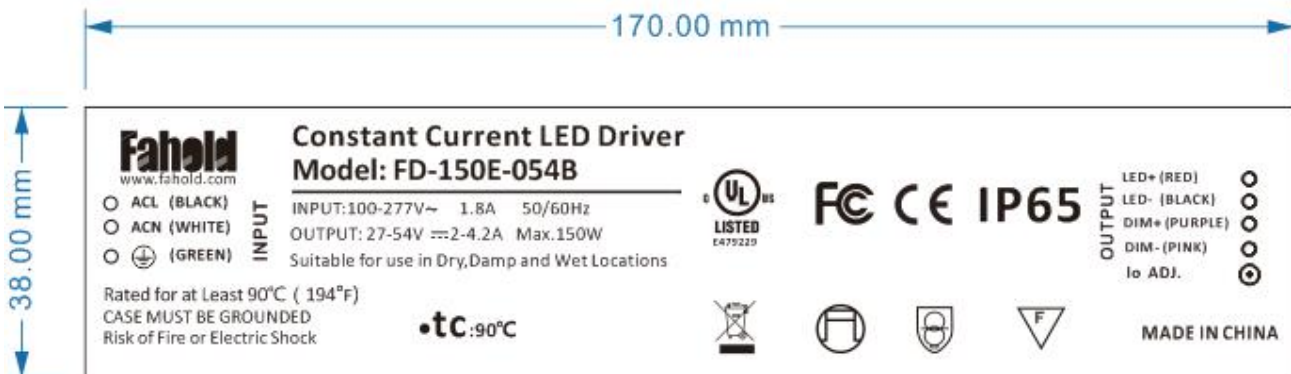 170.00 mm
38.00 mm
Fahold
www.fahold.com
Constant Current LED Driver
Model: FD-150E-054B
ACL (BLACK)
ACN (WHITE)
(GREEN)
INPUT
INPUT:100-277V~ 1.8A 50/60Hz
OUTPUT: 27-54V ⎓2-4.2A Max.150W
Suitable for use in Dry,Damp and Wet Locations
Rated for at Least 90℃ ( 194°F)
CASE MUST BE GROUNDED
Risk of Fire or Electric Shock
•tc:90℃
C UL US
LISTED
E479229
FC CE IP65
OUTPUT
LED+(RED)
LED- (BLACK)
DIM+(PURPLE)
DIM-(PINK)
Io ADJ.
F
MADE IN CHINA